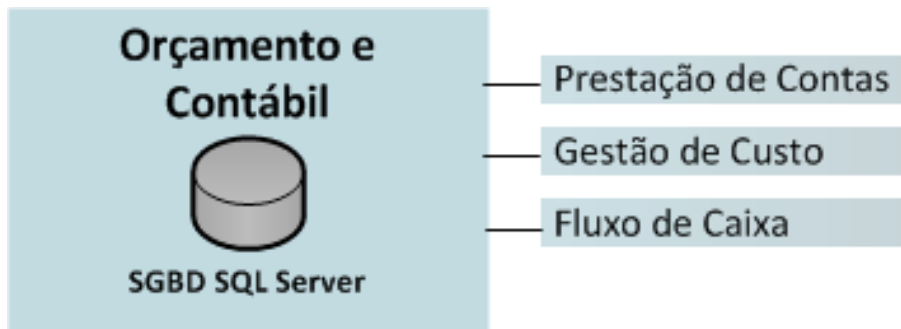 Orçamento e
Contábil
SGBD SQL Server
Prestação de Contas
Gestão de Custo
Fluxo de Caixa